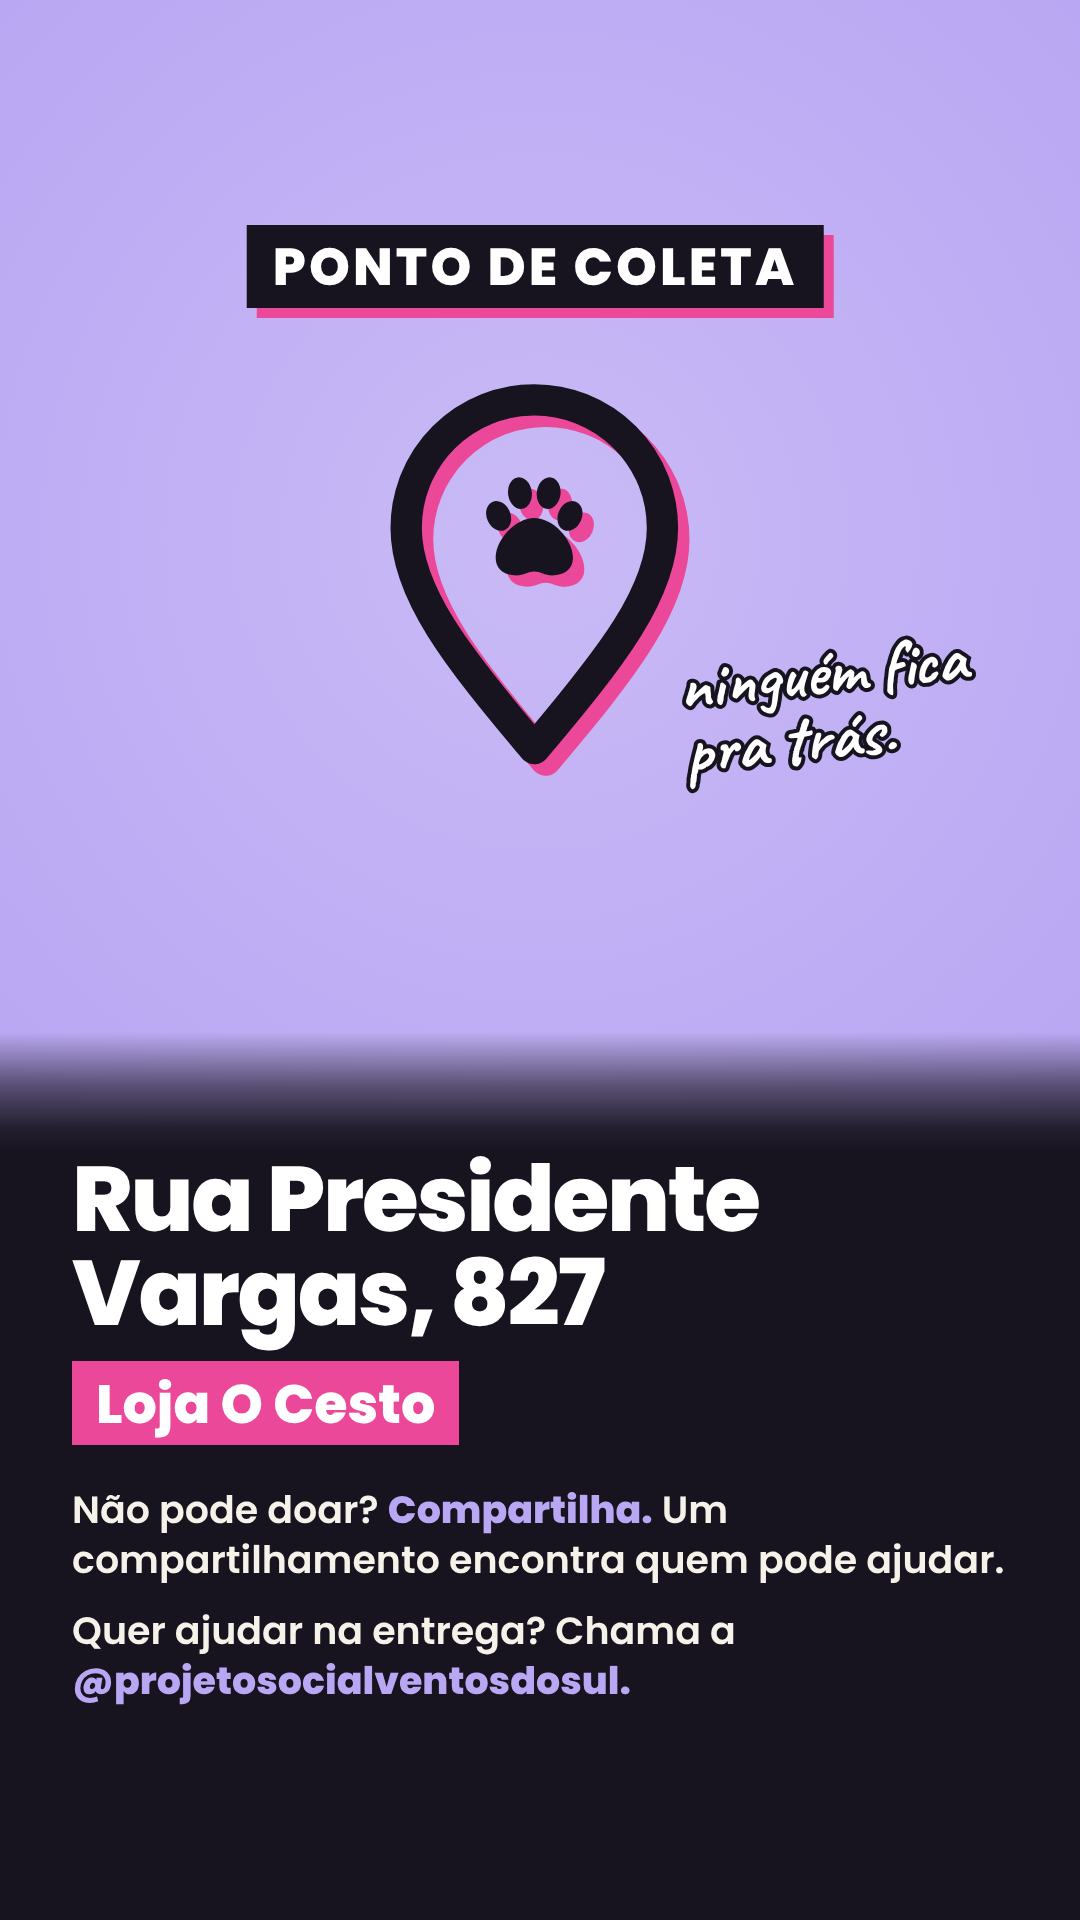 PONTO DE COLETA
ninguém fica
pra trás.
Rua Presidente
Vargas, 827
Loja O Cesto
Não pode doar? Compartilha. Um
compartilhamento encontra quem pode ajudar.
Quer ajudar na entrega? Chama a
@projetosocialventosdosul.